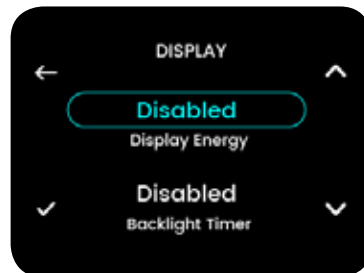 DISPLAY
Disabled
Display Energy
Disabled
Backlight Timer